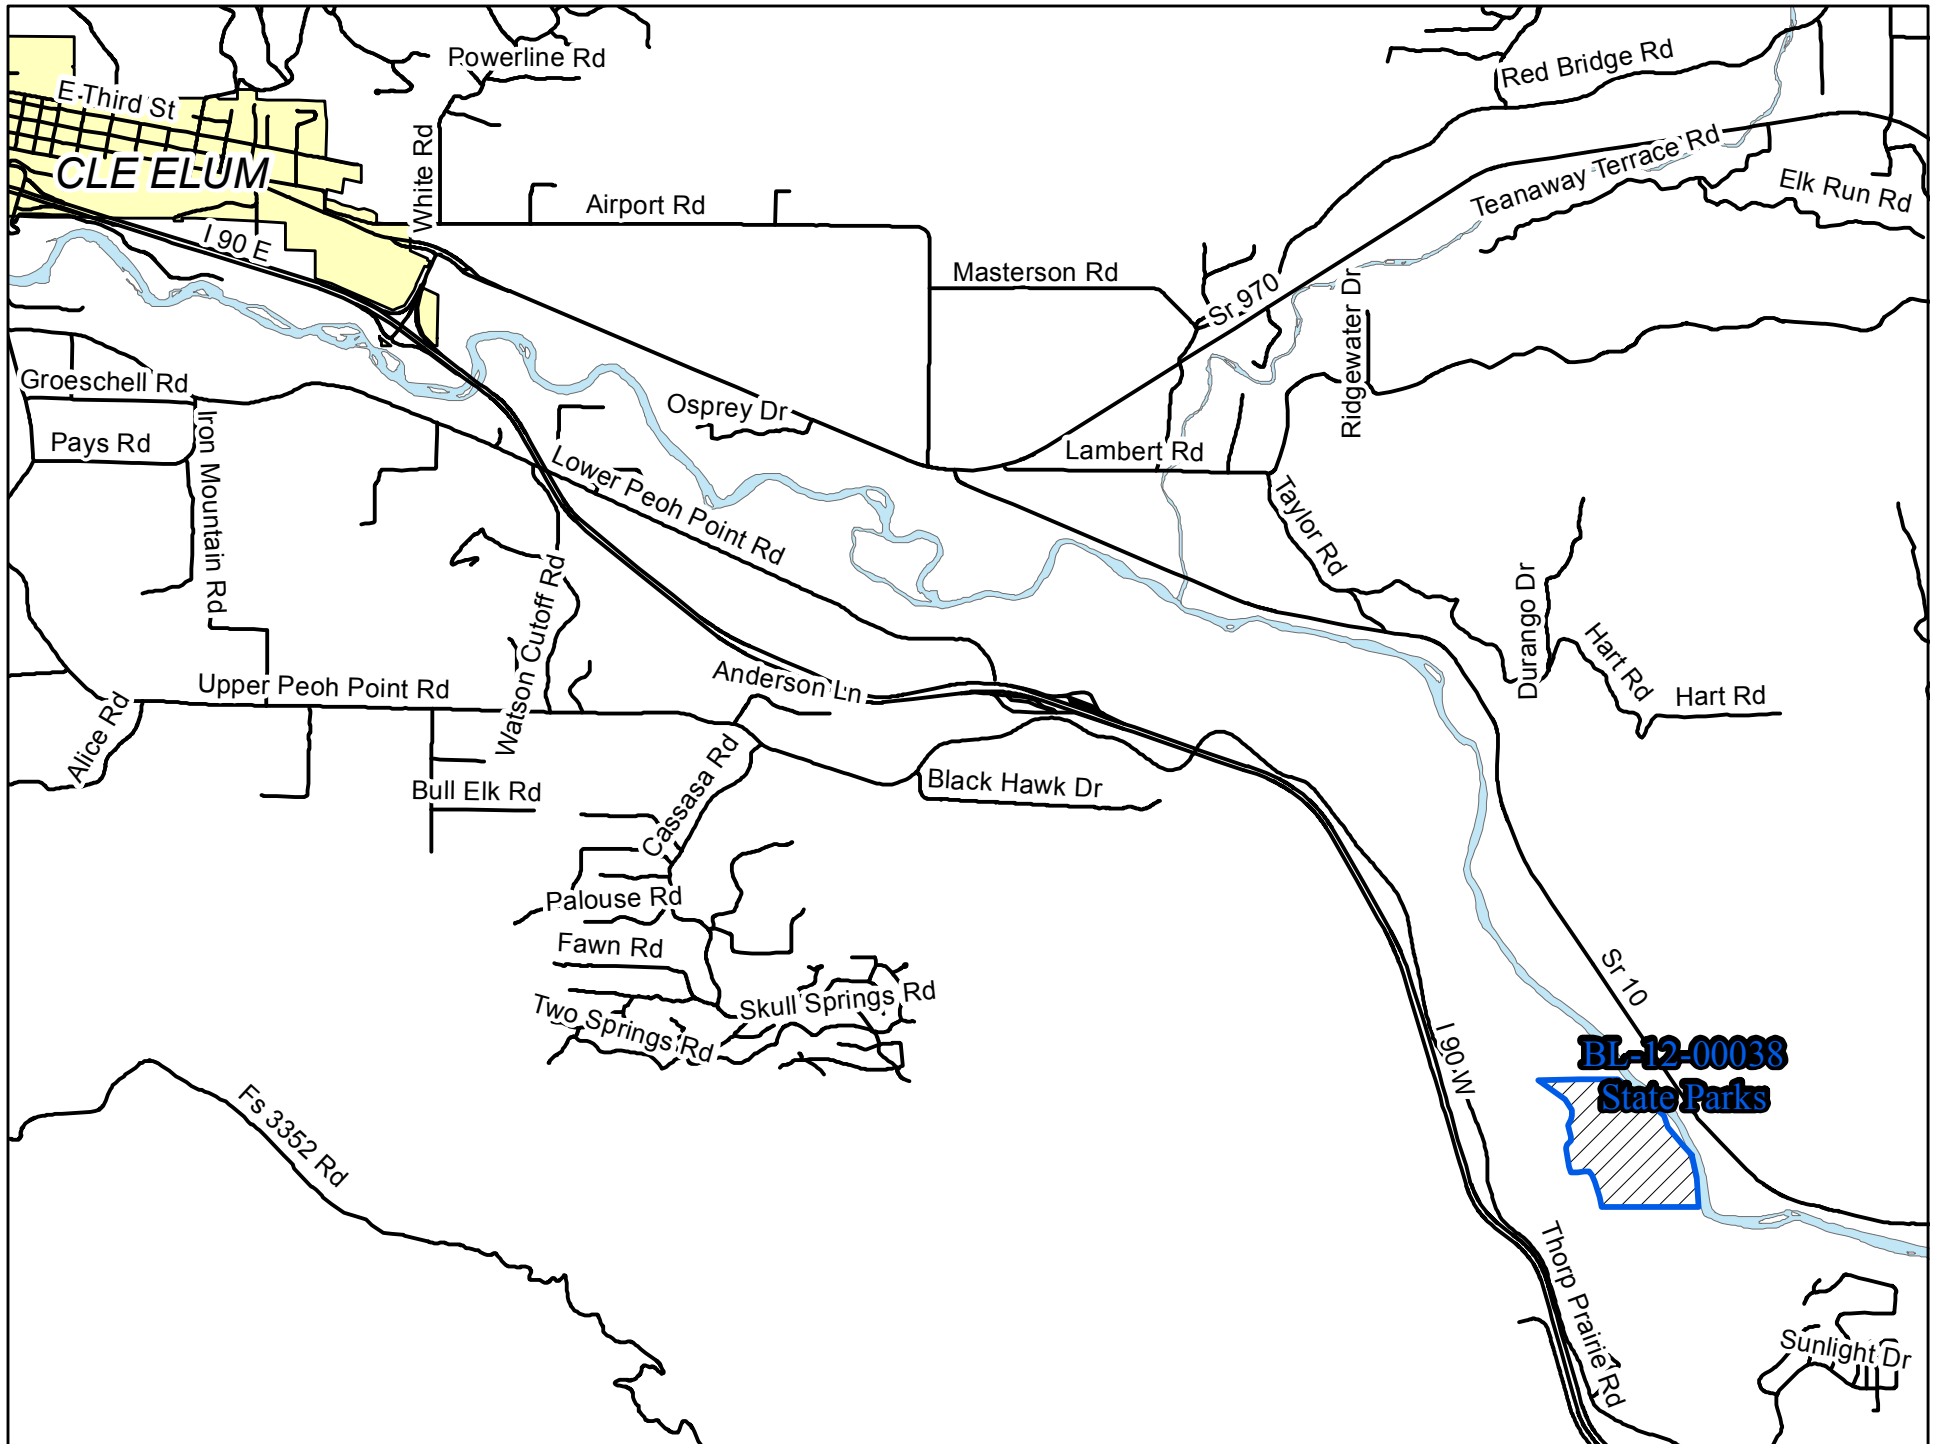 Powerline Rd
Red Bridge Rd
E Third St
CLE ELUM
White Rd
Teanaway Terrace Rd
Elk Run Rd
Airport Rd
I 90 E
Masterson Rd
Sr 970
Ridgewater Dr
Groeschell Rd
Osprey Dr
Iron Mountain Rd
Pays Rd
Lambert Rd
Lower Peoh Point Rd
Taylor Rd
Watson Cutoff Rd
Durango Dr
Hart Rd
Hart Rd
Upper Peoh Point Rd
Anderson Ln
Alice Rd
Cassasa Rd
Black Hawk Dr
Bull Elk Rd
Palouse Rd
Fawn Rd
Sr 10
Skull Springs Rd
Two Springs Rd
I 90 W
BL-12-00038
State Parks
Fs 3352 Rd
Thorp Prairie Rd
Sunlight Dr